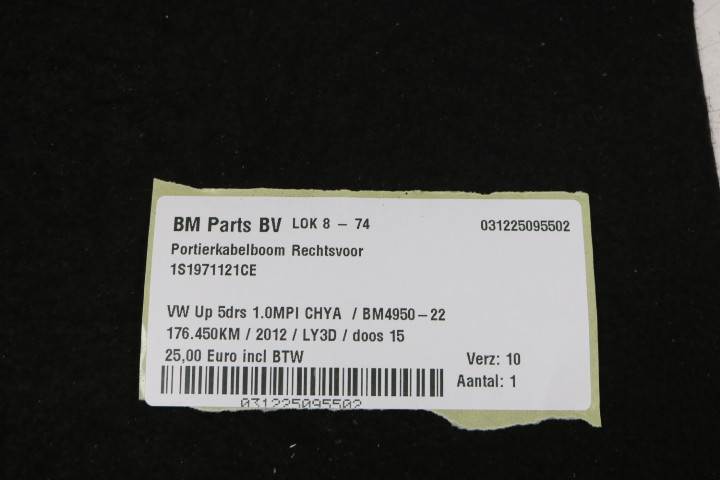 BM Parts BV LOK 8 - 74 031225095502
Portierkabelboom Rechtsvoor
1S1971121CE
VW Up 5drs 1.0MPI CHYA / BM4950-22
176.450KM / 2012 / LY3D / doos 15
25,00 Euro incl BTW Verz: 10
Aantal: 1
031225095502